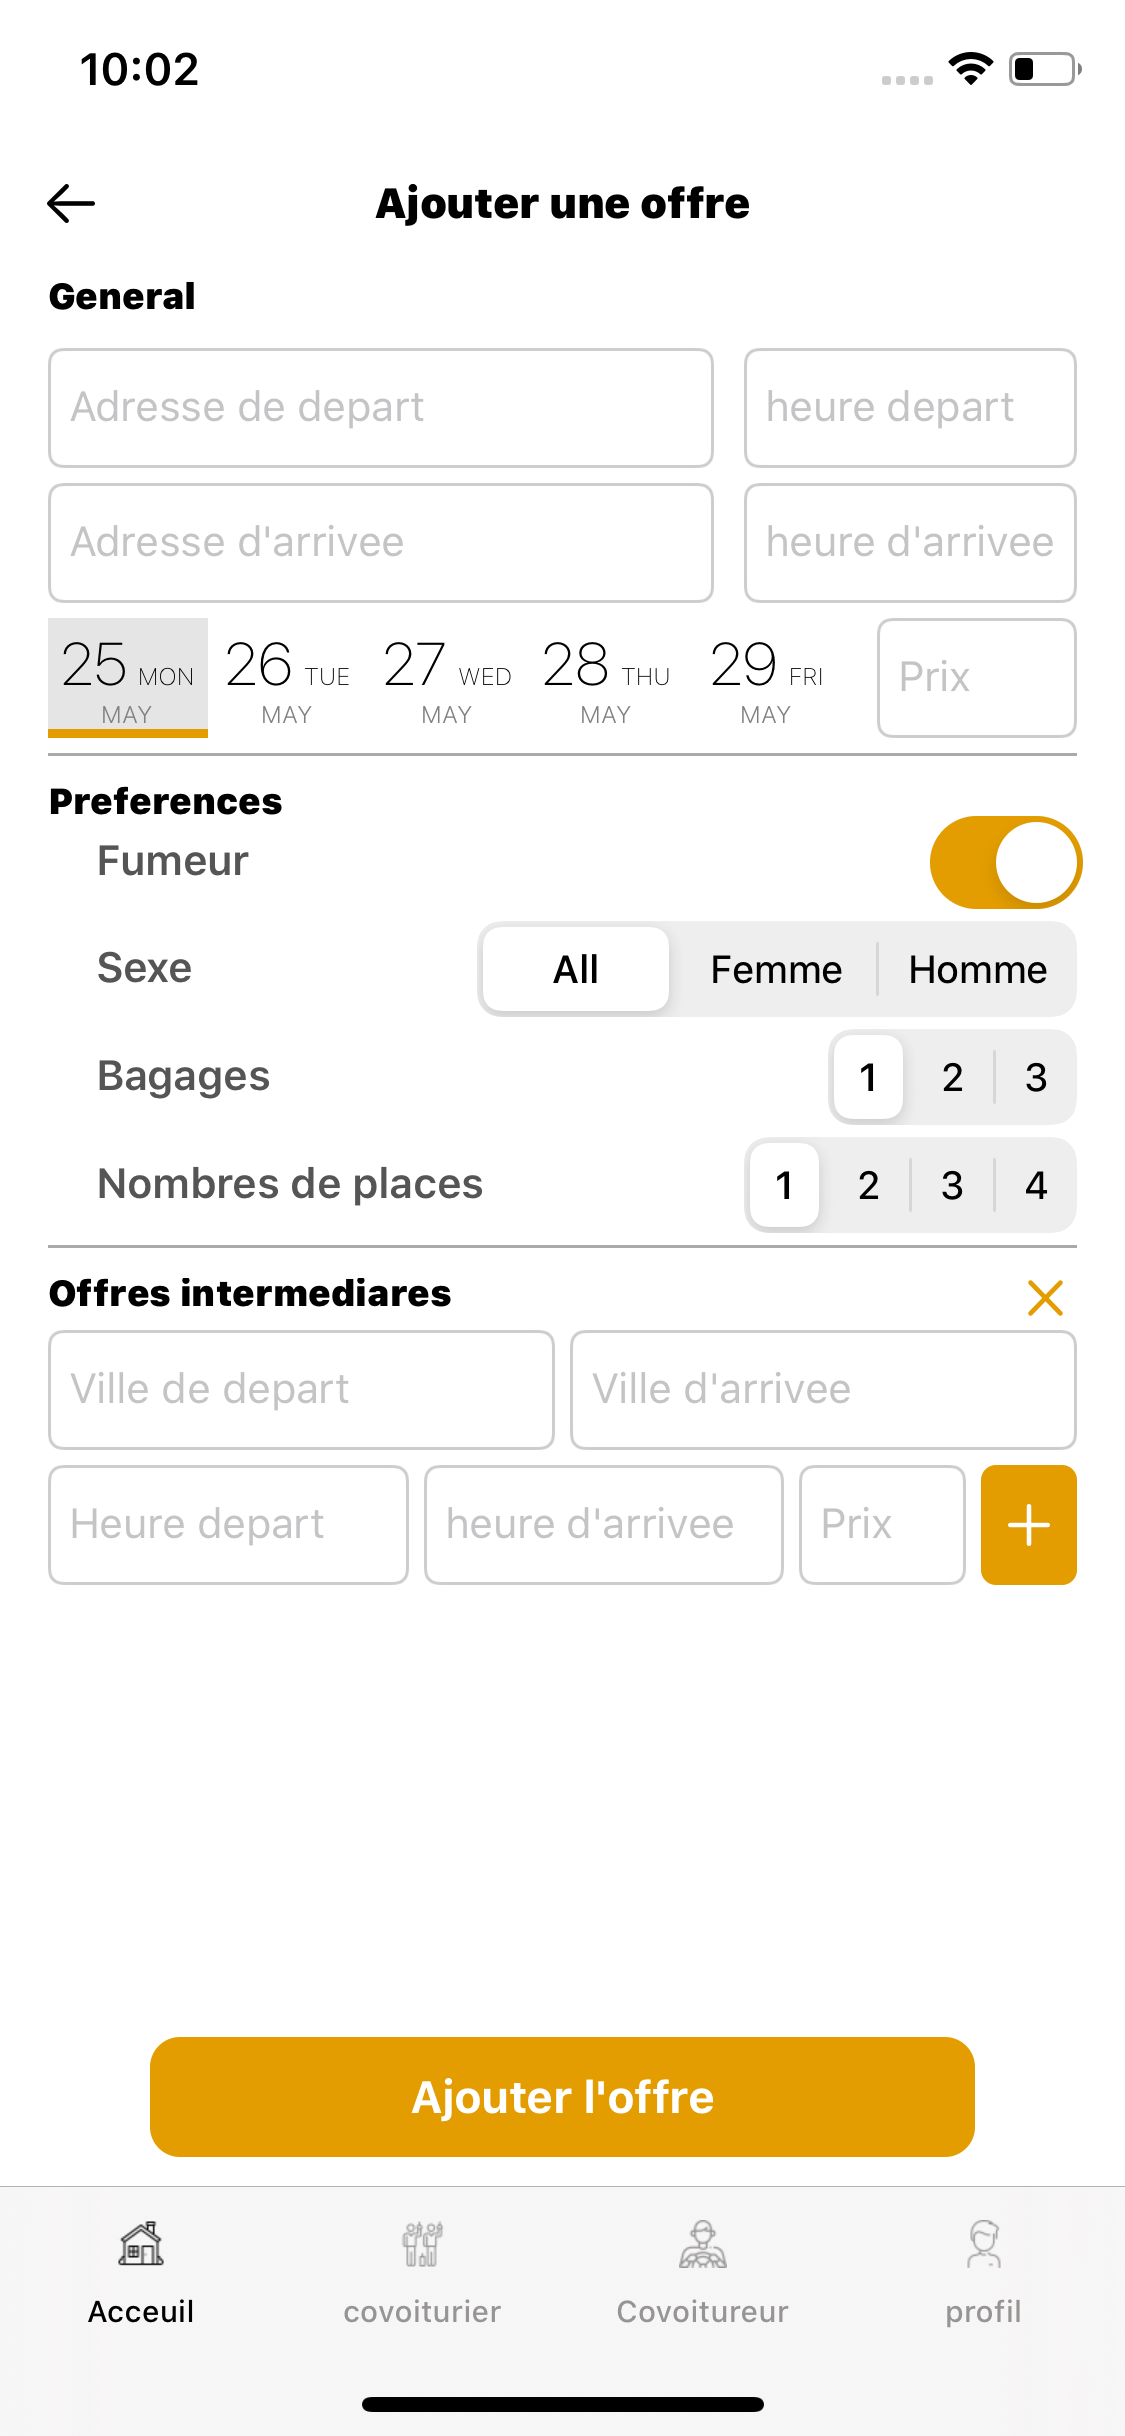 10:02
Ajouter une offre
General
Adresse de depart heure depart
Adresse d'arrivee heure d'arrivee
25 MON 26 TUE 27 WED 28 THU 29 FRI Prix
MAY MAY MAY MAY MAY
Preferences
Fumeur
Sexe All Femme Homme
Bagages 1 2 3
Nombres de places 1 2 3 4
Offres intermediares
Ville de depart Ville d'arrivee
Heure depart heure d'arrivee Prix +
Ajouter l'offre
Acceuil covoiturier Covoitureur profil